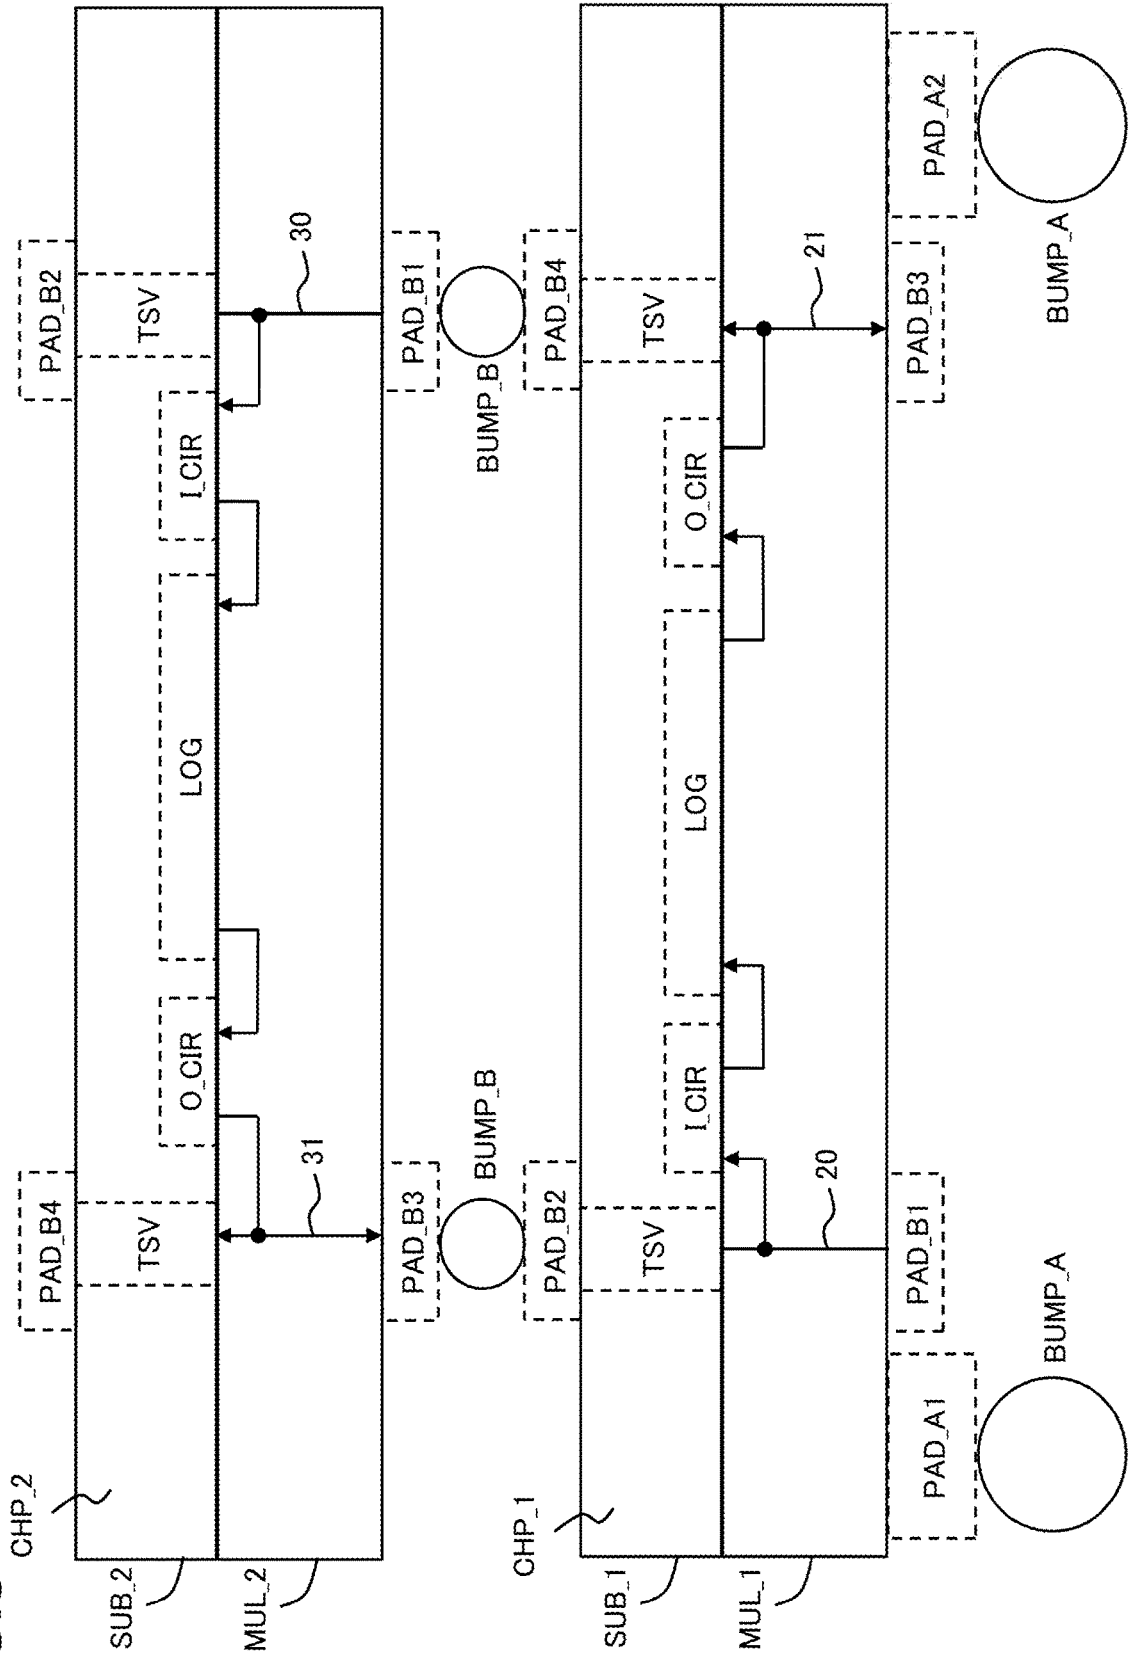 CHP_2
PAD_B4
PAD_B2
SUB_2
TSV
TSV
O_CIR
LOG
I_CIR
MUL_2
31
30
PAD_B3
PAD_B1
BUMP_B
BUMP_B
CHP_1
PAD_B2
PAD_B4
SUB_1
TSV
TSV
I_CIR
LOG
O_CIR
MUL_1
20
21
PAD_A1
PAD_B1
PAD_B3
PAD_A2
BUMP_A
BUMP_A